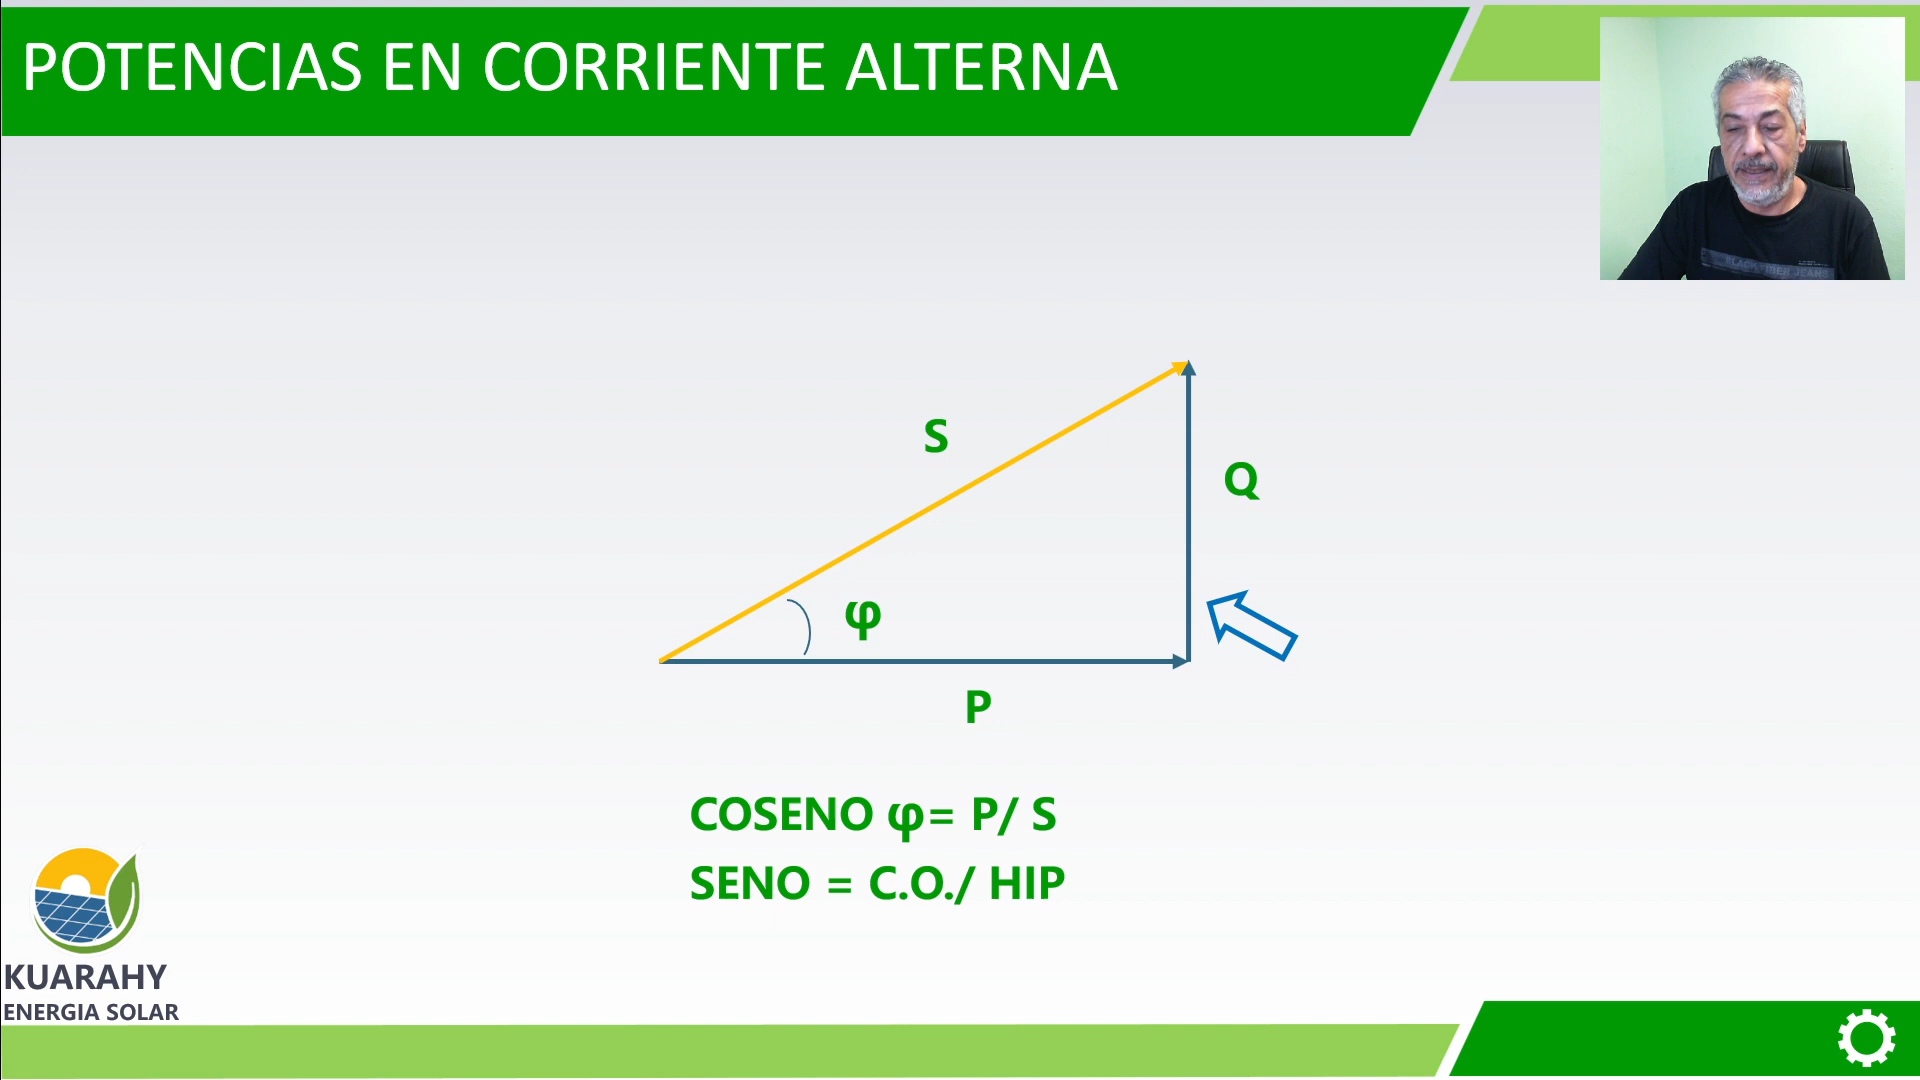 POTENCIAS EN CORRIENTE ALTERNA
S
Q
φ
P
COSENO φ= P/ S
SENO = C.O./ HIP
KUARAHY
ENERGIA SOLAR